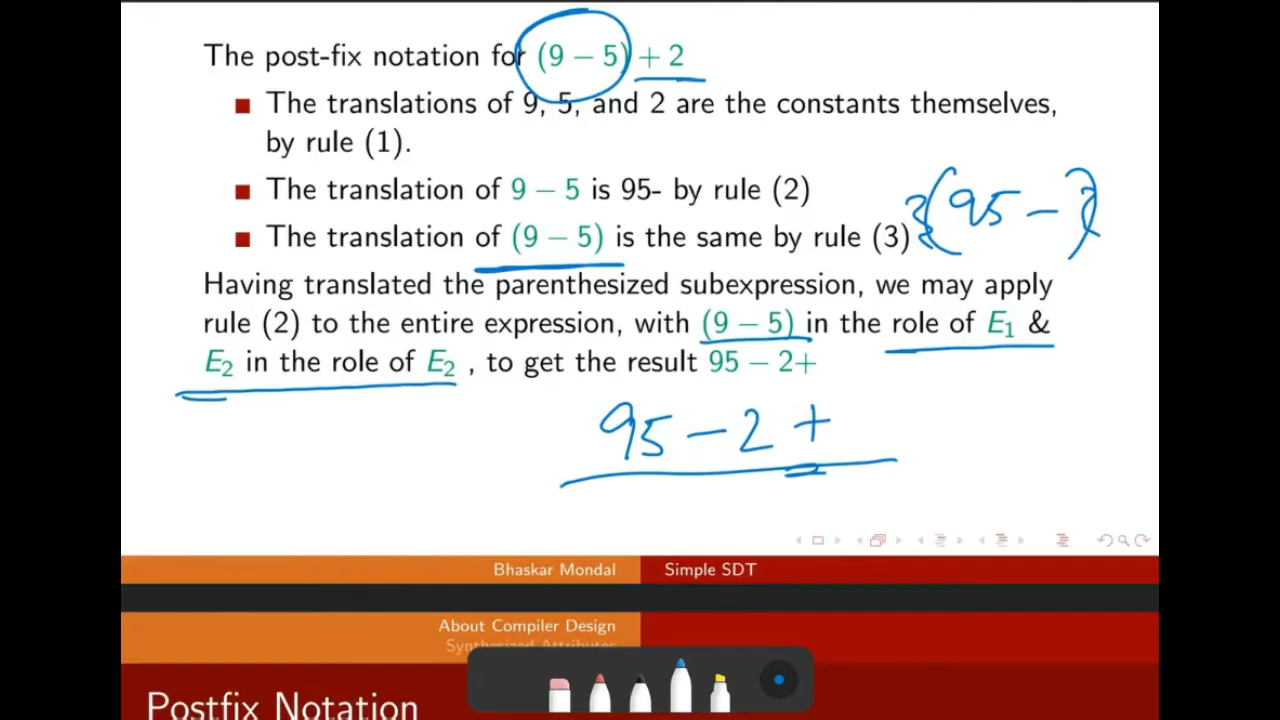 The post-fix notation for (9 − 5) + 2
■ The translations of 9, 5, and 2 are the constants themselves,
by rule (1).
■ The translation of 9 − 5 is 95- by rule (2)
■ The translation of (9 − 5) is the same by rule (3)
(95 − )
Having translated the parenthesized subexpression, we may apply
rule (2) to the entire expression, with (9 − 5) in the role of E₁ &
E₂ in the role of E₂ , to get the result 95 − 2+
95 − 2 +
Bhaskar Mondal Simple SDT
About Compiler Design
Synthesized Attributes
Postfix Notation